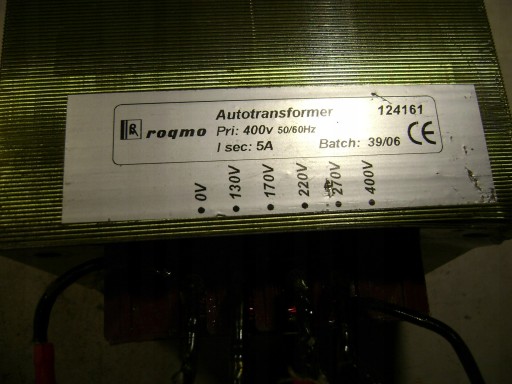 Autotransformer 124161
R roqmo Pri: 400v 50/60Hz
I sec: 5A Batch: 39/06 CE
0V 130V 170V 220V 270V 400V